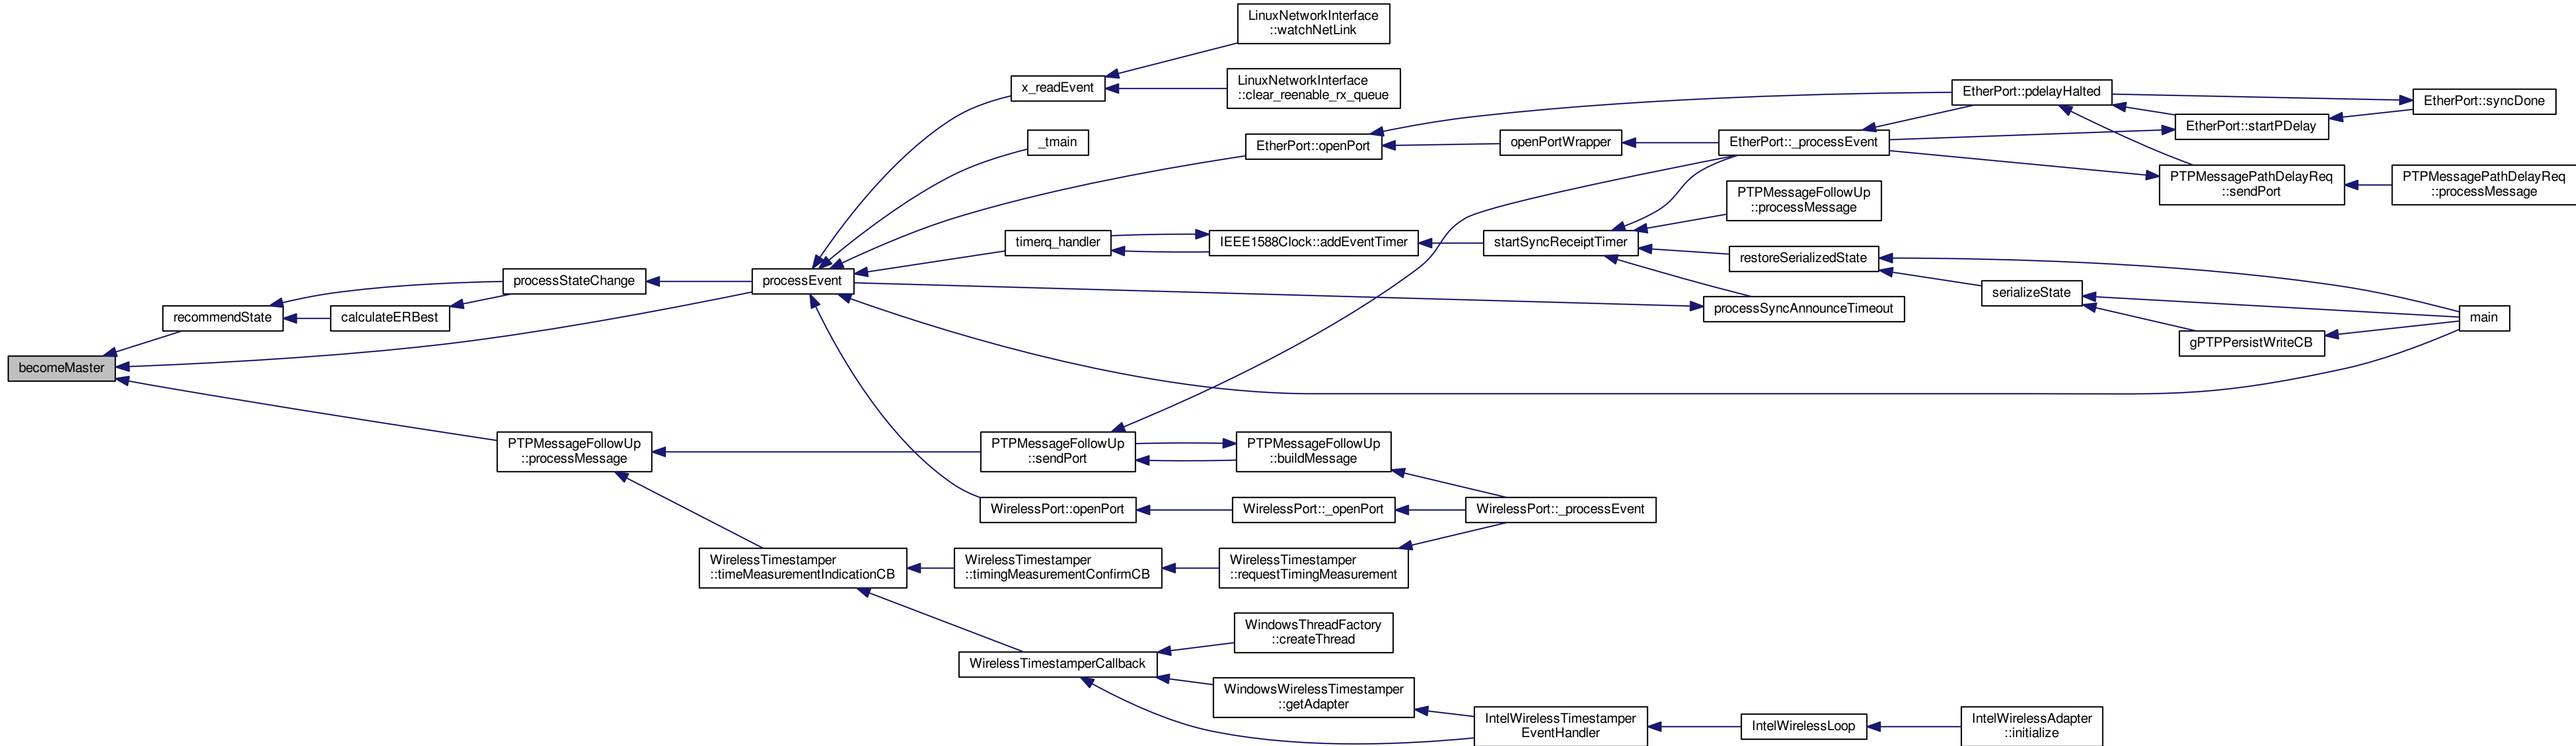 LinuxNetworkInterface
::watchNetLink
x_readEvent
LinuxNetworkInterface
::clear_reenable_rx_queue
EtherPort::pdelayHalted
EtherPort::syncDone
EtherPort::startPDelay
_tmain
EtherPort::openPort
openPortWrapper
EtherPort::_processEvent
PTPMessagePathDelayReq
::sendPort
PTPMessagePathDelayReq
::processMessage
PTPMessageFollowUp
::processMessage
timerq_handler
IEEE1588Clock::addEventTimer
startSyncReceiptTimer
restoreSerializedState
processStateChange
processEvent
serializeState
processSyncAnnounceTimeout
recommendState
calculateERBest
main
gPTPPersistWriteCB
becomeMaster
PTPMessageFollowUp
::processMessage
PTPMessageFollowUp
::sendPort
PTPMessageFollowUp
::buildMessage
WirelessPort::openPort
WirelessPort::_openPort
WirelessPort::_processEvent
WirelessTimestamper
::timeMeasurementIndicationCB
WirelessTimestamper
::timingMeasurementConfirmCB
WirelessTimestamper
::requestTimingMeasurement
WindowsThreadFactory
::createThread
WirelessTimestamperCallback
WindowsWirelessTimestamper
::getAdapter
IntelWirelessTimestamper
EventHandler
IntelWirelessLoop
IntelWirelessAdapter
::initialize